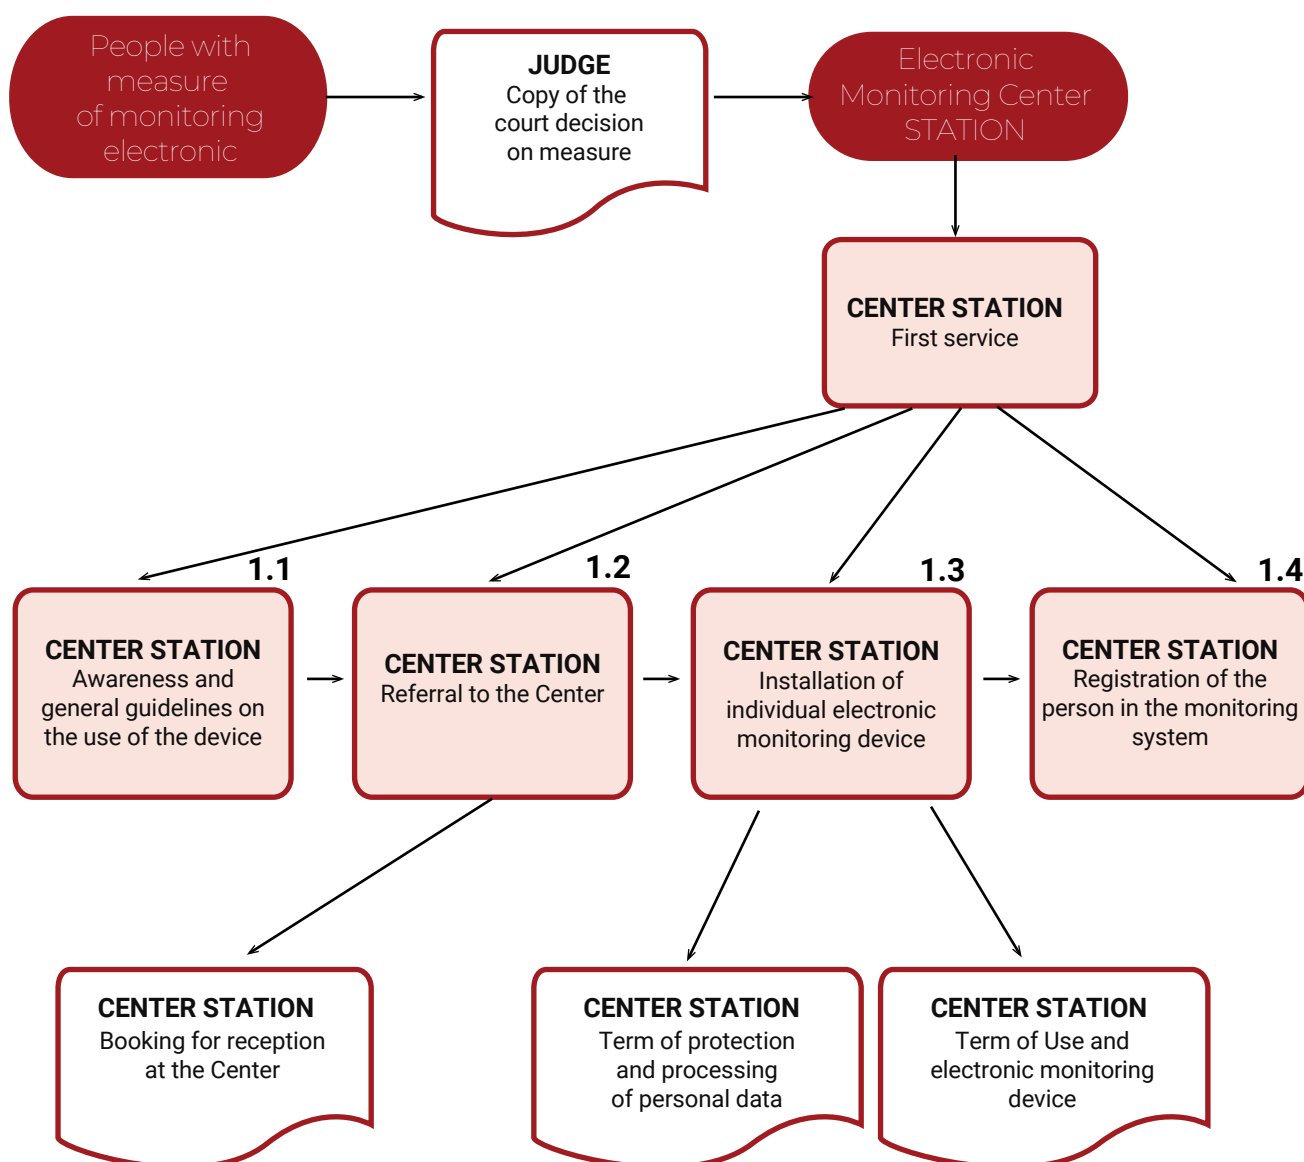 People with
measure
of monitoring
electronic
JUDGE
Copy of the
court decision
on measure
Electronic
Monitoring Center
STATION
CENTER STATION
First service
1.1
CENTER STATION
Awareness and
general guidelines on
the use of the device
1.2
CENTER STATION
Referral to the Center
1.3
CENTER STATION
Installation of
individual electronic
monitoring device
1.4
CENTER STATION
Registration of the
person in the monitoring
system
CENTER STATION
Booking for reception
at the Center
CENTER STATION
Term of protection
and processing
of personal data
CENTER STATION
Term of Use and
electronic monitoring
device